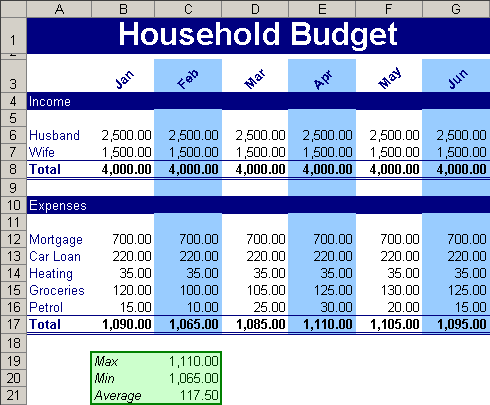 A B C D E F G
1 Household Budget
2
3 Jan Feb Mar Apr May Jun
4 Income
5
6 Husband 2,500.00 2,500.00 2,500.00 2,500.00 2,500.00 2,500.00
7 Wife 1,500.00 1,500.00 1,500.00 1,500.00 1,500.00 1,500.00
8 Total 4,000.00 4,000.00 4,000.00 4,000.00 4,000.00 4,000.00
9
10 Expenses
11
12 Mortgage 700.00 700.00 700.00 700.00 700.00 700.00
13 Car Loan 220.00 220.00 220.00 220.00 220.00 220.00
14 Heating 35.00 35.00 35.00 35.00 35.00 35.00
15 Groceries 120.00 100.00 105.00 125.00 130.00 125.00
16 Petrol 15.00 10.00 25.00 30.00 20.00 15.00
17 Total 1,090.00 1,065.00 1,085.00 1,110.00 1,105.00 1,095.00
18
19 Max 1,110.00
20 Min 1,065.00
21 Average 117.50